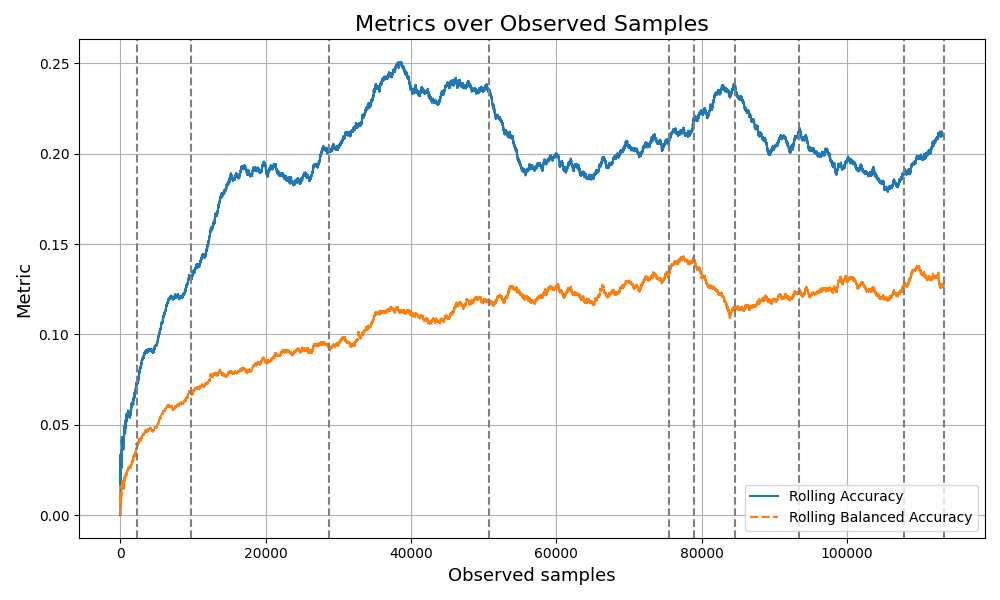 Metrics over Observed Samples
Metric
0.25
0.20
0.15
0.10
0.05
0.00
0
20000
40000
60000
80000
100000
Observed samples
Rolling Accuracy
Rolling Balanced Accuracy